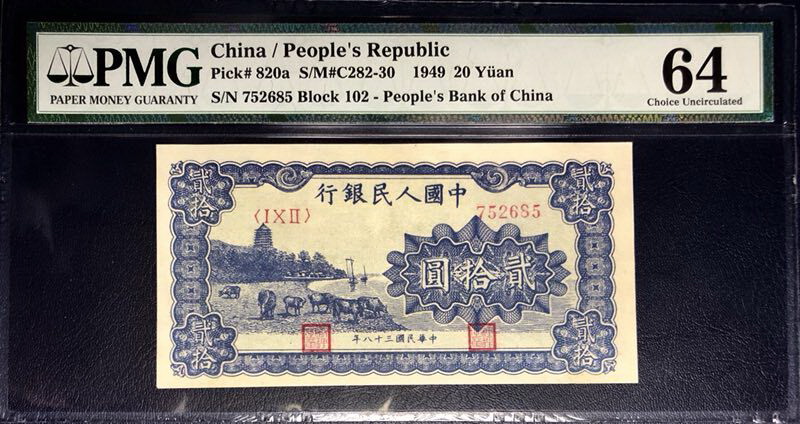 PMG
PAPER MONEY GUARANTY
China / People's Republic
Pick# 820a S/M#C282-30 1949 20 Yüan
S/N 752685 Block 102 - People's Bank of China
64
Choice Uncirculated
行銀民人國中
〈IXII〉
752685
圓拾貳
貳拾
貳拾
貳拾
貳拾
年八十三國民華中